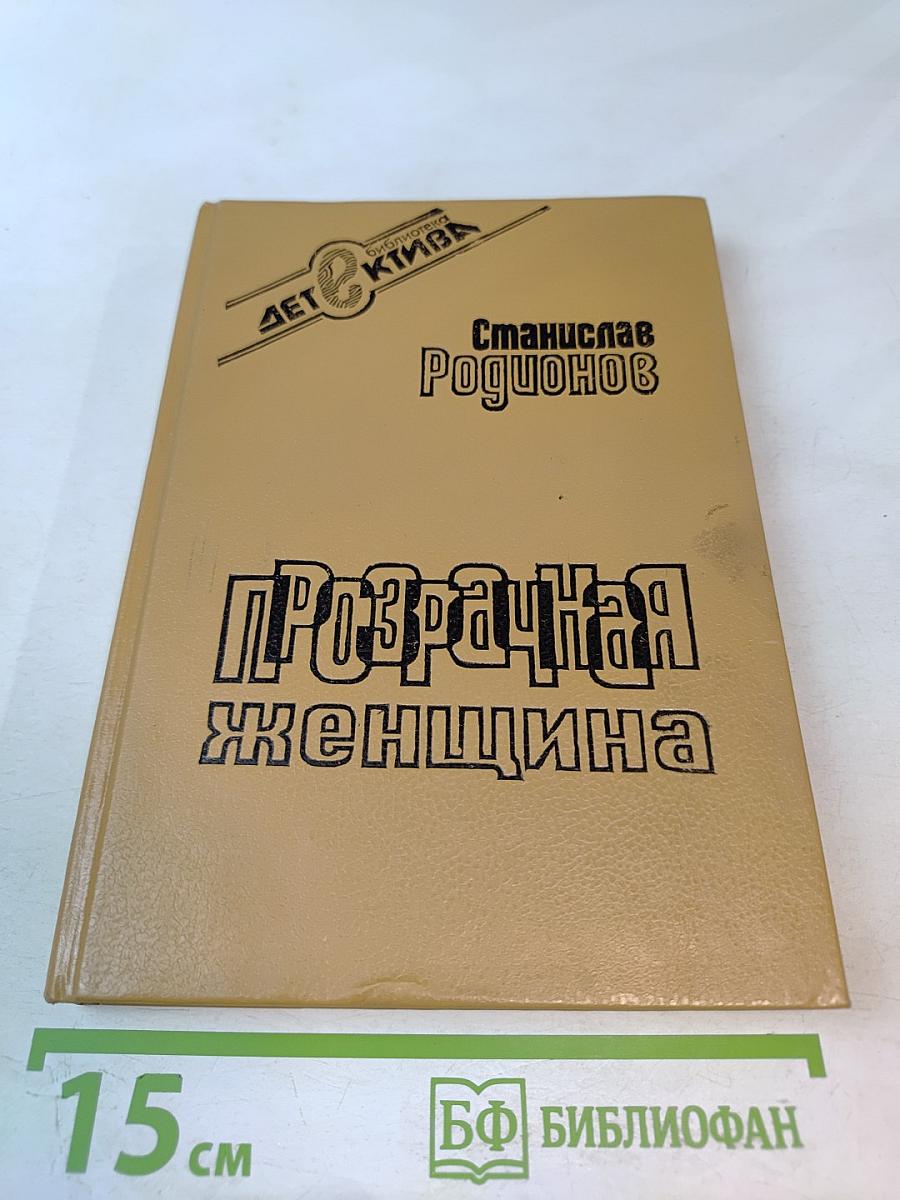 библиотека
ДЕТЕКТИВА
Станислав
Родионов
ПРОЗРАЧНАЯ
женщина
15 см
БФ БИБЛИОФАН